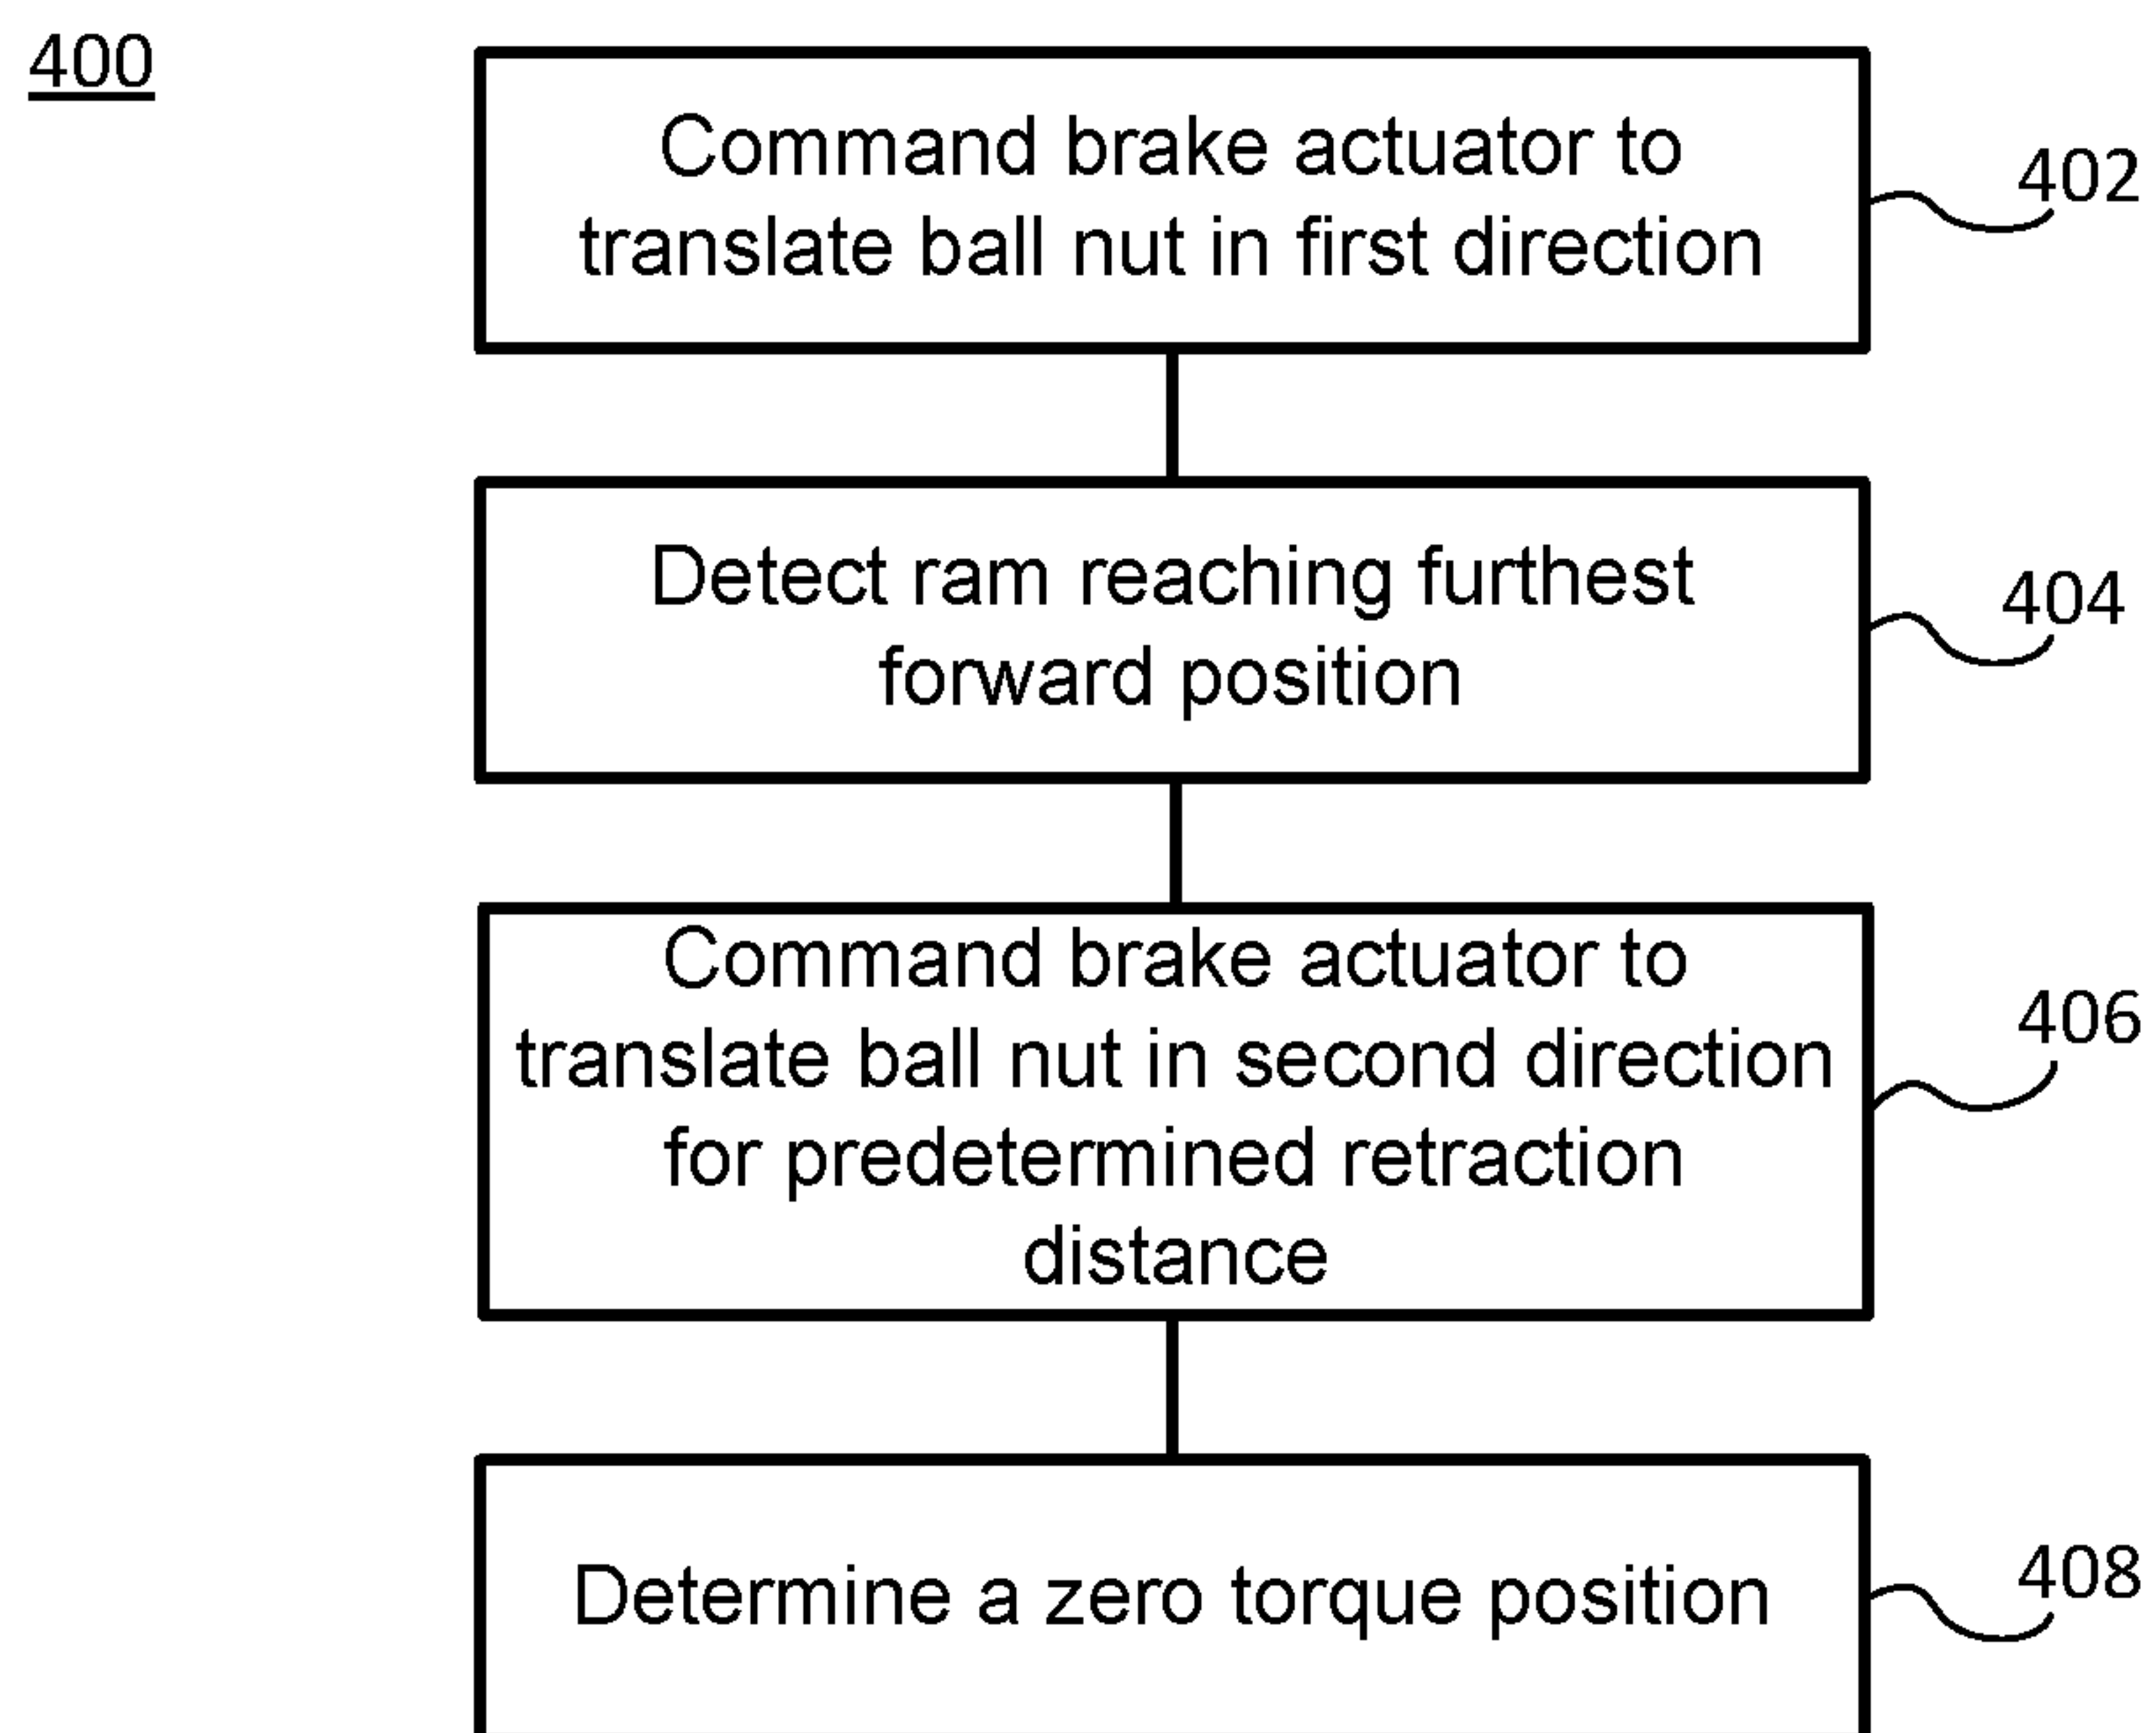 400
Command brake actuator to
translate ball nut in first direction
402
Detect ram reaching furthest
forward position
404
Command brake actuator to
translate ball nut in second direction
for predetermined retraction
distance
406
Determine a zero torque position
408